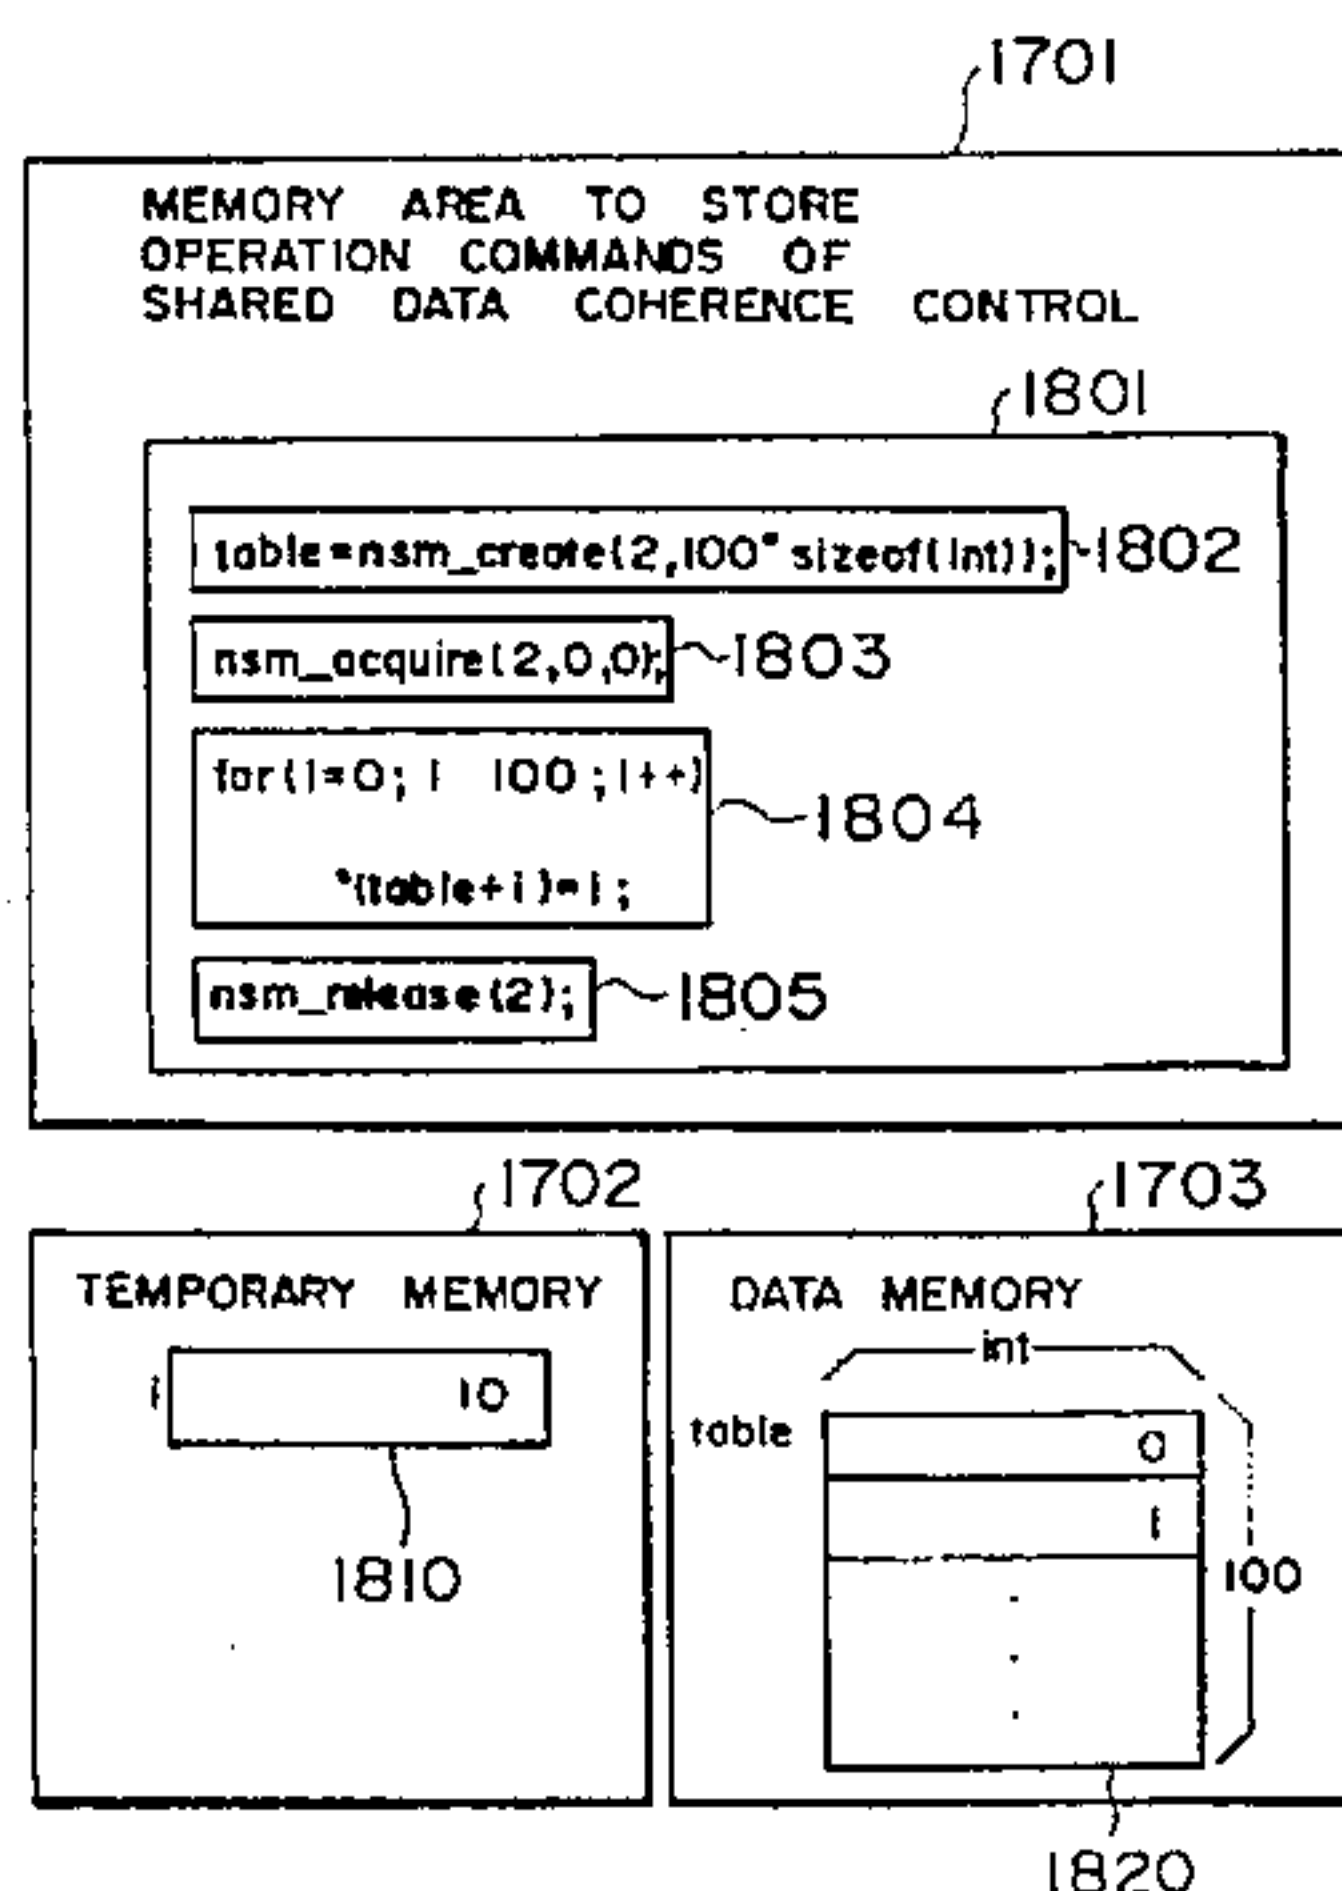 1701
MEMORY AREA TO STORE
OPERATION COMMANDS OF
SHARED DATA COHERENCE CONTROL
1801
table=nsm_create(2,100*sizeof(int)); 1802
nsm_acquire(2,0,0); 1803
for(i=0; i 100 ;i++)
1804
*(table+i)=i;
nsm_release(2); 1805
1702
1703
TEMPORARY MEMORY
i 10
1810
DATA MEMORY
int
table 0
1
100
1820